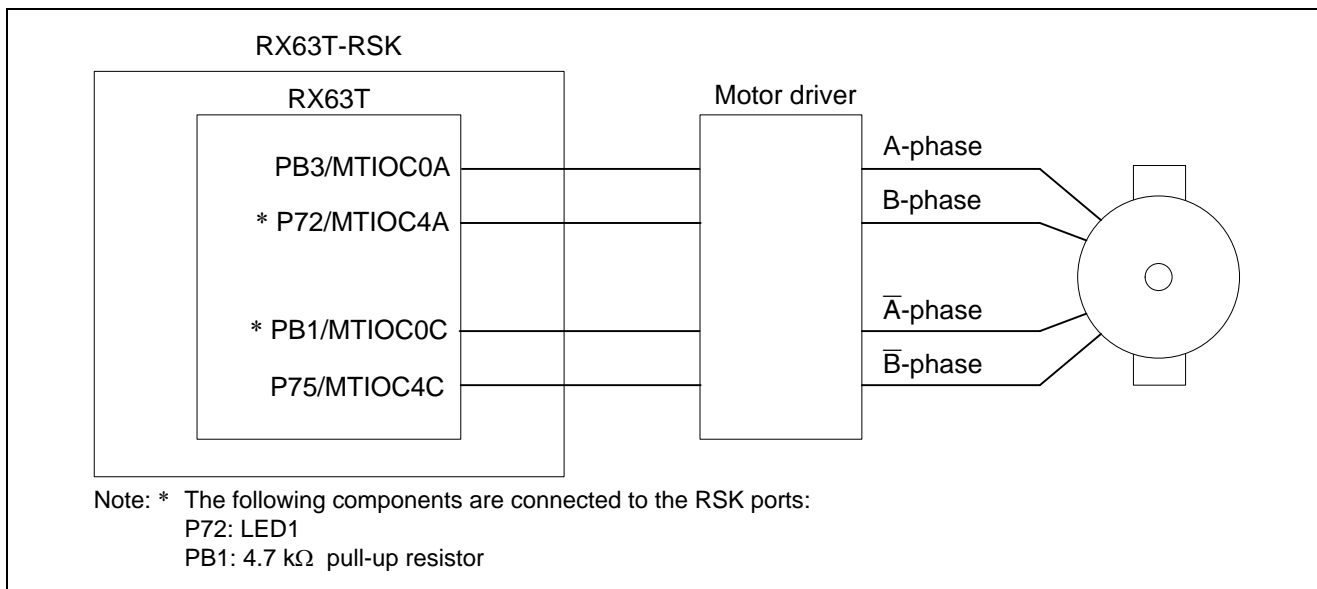 RX63T-RSK
RX63T
Motor driver
PB3/MTIOC0A
A-phase
* P72/MTIOC4A
B-phase
* PB1/MTIOC0C
A̅-phase
P75/MTIOC4C
B̅-phase
Note: * The following components are connected to the RSK ports:
P72: LED1
PB1: 4.7 kΩ pull-up resistor